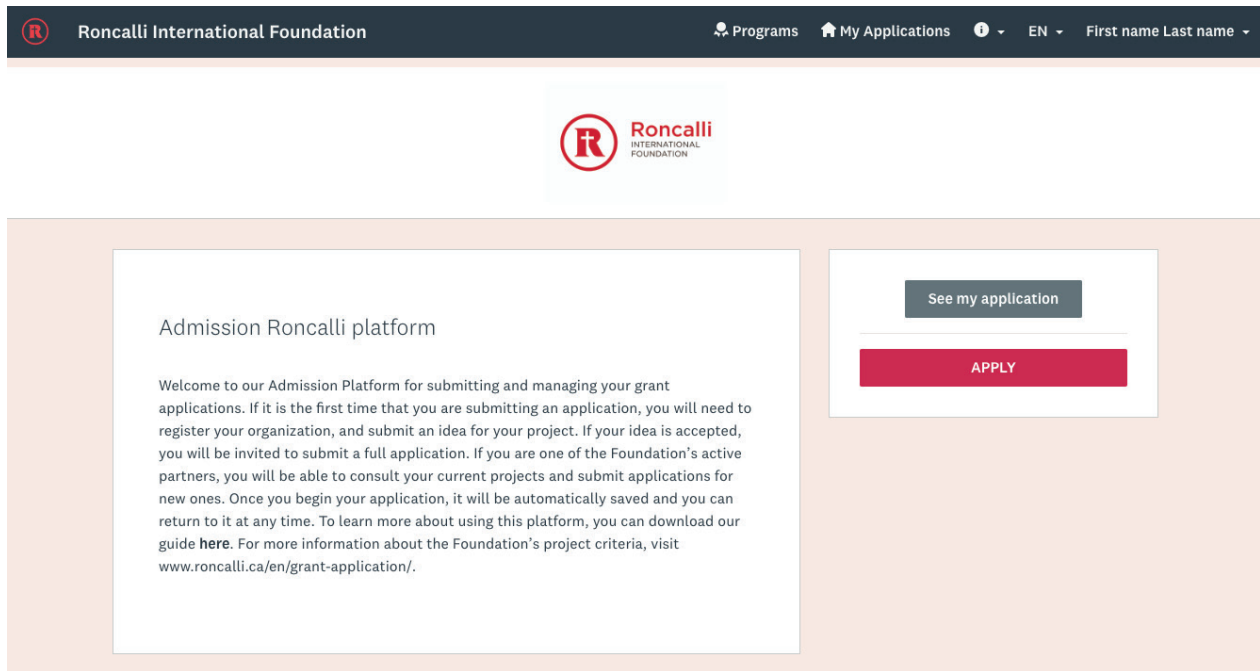 R Roncalli International Foundation Programs My Applications i EN First name Last name
R Roncalli
INTERNATIONAL
FOUNDATION
Admission Roncalli platform
Welcome to our Admission Platform for submitting and managing your grant
applications. If it is the first time that you are submitting an application, you will need to
register your organization, and submit an idea for your project. If your idea is accepted,
you will be invited to submit a full application. If you are one of the Foundation’s active
partners, you will be able to consult your current projects and submit applications for
new ones. Once you begin your application, it will be automatically saved and you can
return to it at any time. To learn more about using this platform, you can download our
guide here. For more information about the Foundation’s project criteria, visit
www.roncalli.ca/en/grant-application/.
See my application
APPLY